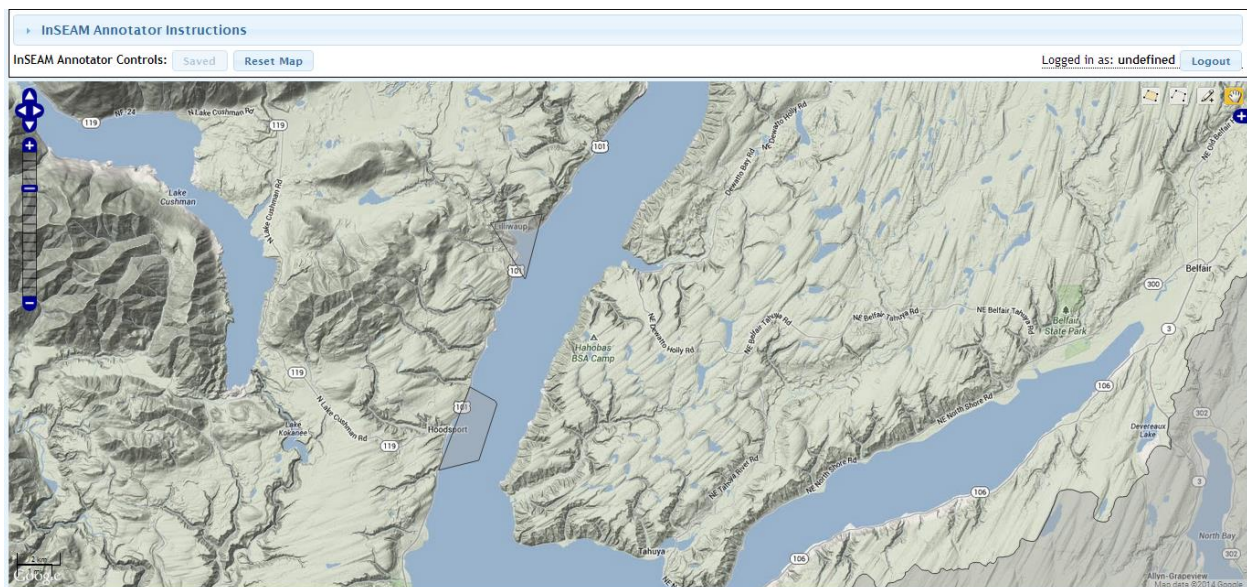 InSEAM Annotator Instructions
InSEAM Annotator Controls: Saved Reset Map
Logged in as: undefined Logout
NF-24
N Lake Cushman Rd
119
119
101
NE Dewatto Holly Rd
Dewatto Bay Rd
NE Old Belfair
Lake
Cushman
N Lake Cushman Rd
Lilliwaup
101
Belfair
300
NE Belfair Tahuya Rd
NE Belfair Tahuya Rd
NE Belfair Tahuya Rd
Belfair
State Park
3
NE Dewatto Holly Rd
Hahobas
BSA Camp
119
106
N Lake Cushman Rd
101
NE North Shore Rd
302
Lake
Kokanee
Hoodsport
119
Devereaux
Lake
NE Tahuya River Rd
NE North Shore Rd
3
106
North Bay
Tahuya
106
302
2 km
1 mi
Google
NE No
Allyn-Grapeview
Map data ©2014 Google